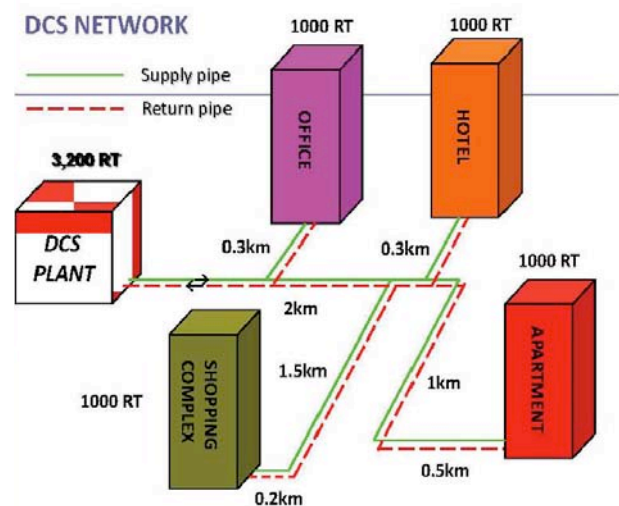 DCS NETWORK
Supply pipe
Return pipe
1000 RT
OFFICE
1000 RT
HOTEL
3,200 RT
DCS
PLANT
0.3km
0.3km
2km
1000 RT
APARTMENT
1000 RT
SHOPPING
COMPLEX
1.5km
1km
0.2km
0.5km